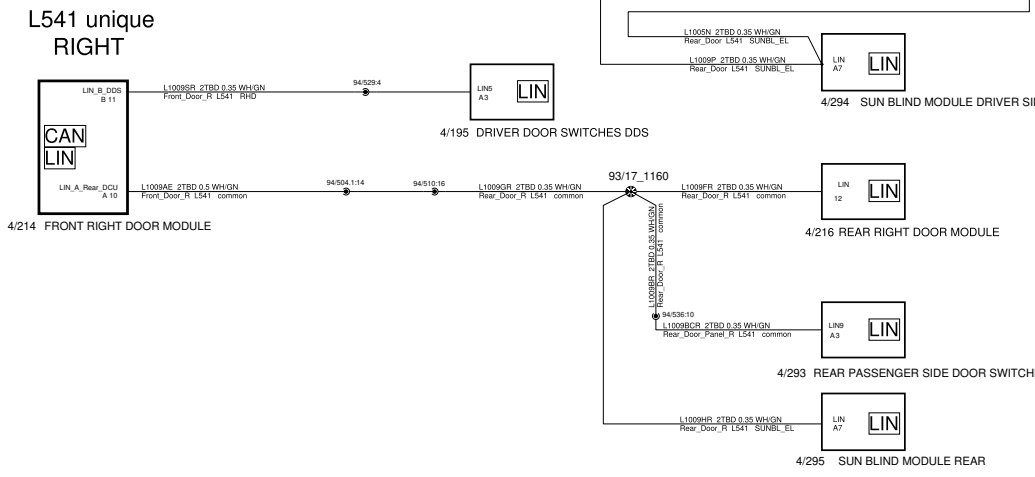 L541 unique
RIGHT
L1005N 2TBD 0.35 WH/GN
Rear_Door L541 SUNBL_EL
L1009P 2TBD 0.35 WH/GN
Rear_Door L541 SUNBL_EL
LIN
A7
LIN
4/294 SUN BLIND MODULE DRIVER SI
LIN_B_DDS
B 11
L1009SR 2TBD 0.35 WH/GN
Front_Door_R L541 RHD
94/529:4
LIN5
A3
LIN
4/195 DRIVER DOOR SWITCHES DDS
CAN
LIN
LIN_A_Rear_DCU
A 10
4/214 FRONT RIGHT DOOR MODULE
L1009AE 2TBD 0.5 WH/GN
Front_Door_R L541 common
94/504.1:14
94/510:16
L1009GR 2TBD 0.35 WH/GN
Rear_Door_R L541 common
93/17_1160
L1009FR 2TBD 0.35 WH/GN
Rear_Door_R L541 common
LIN
12
LIN
4/216 REAR RIGHT DOOR MODULE
L1009BR 2TBD 0.35 WH/GN
Rear_Door_R L541 common
94/536:10
L1009BCR 2TBD 0.35 WH/GN
Rear_Door_Panel_R L541 common
LIN9
A3
LIN
4/293 REAR PASSENGER SIDE DOOR SWITCH
L1009HR 2TBD 0.35 WH/GN
Rear_Door_R L541 SUNBL_EL
LIN
A7
LIN
4/295 SUN BLIND MODULE REAR